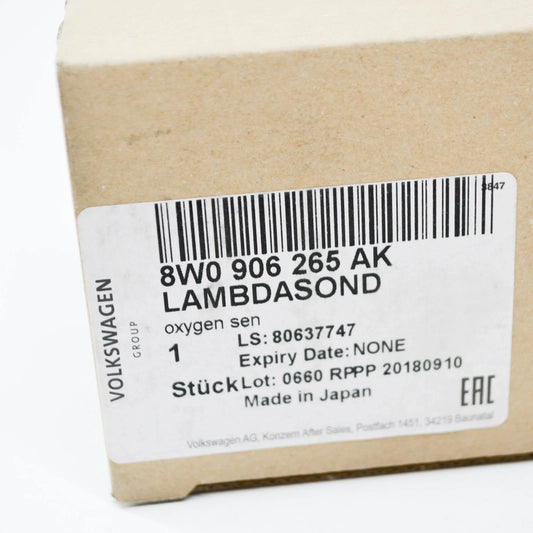 3847
8W0 906 265 AK
LAMBDASOND
oxygen sen
1
LS: 80637747
Expiry Date: NONE
Stück Lot: 0660 RPPP 20180910
Made in Japan
EAC
Volkswagen AG, Konzern After Sales, Postfach 1451, 34219 Baunatal
VOLKSWAGEN
GROUP